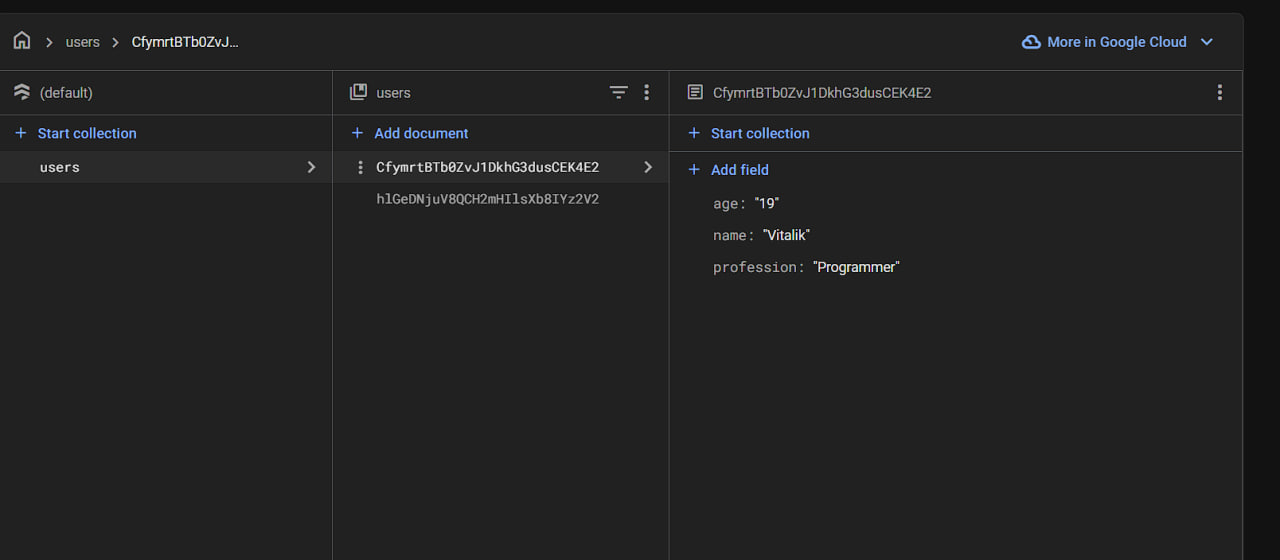 users CfymrtBTb0ZvJ… More in Google Cloud
(default)
users
CfymrtBTb0ZvJ1DkhG3dusCEK4E2
+ Start collection
+ Add document
+ Start collection
users
CfymrtBTb0ZvJ1DkhG3dusCEK4E2
hlGeDNjuV8QCH2mHIlsXb8IYz2V2
+ Add field
age: "19"
name: "Vitalik"
profession: "Programmer"